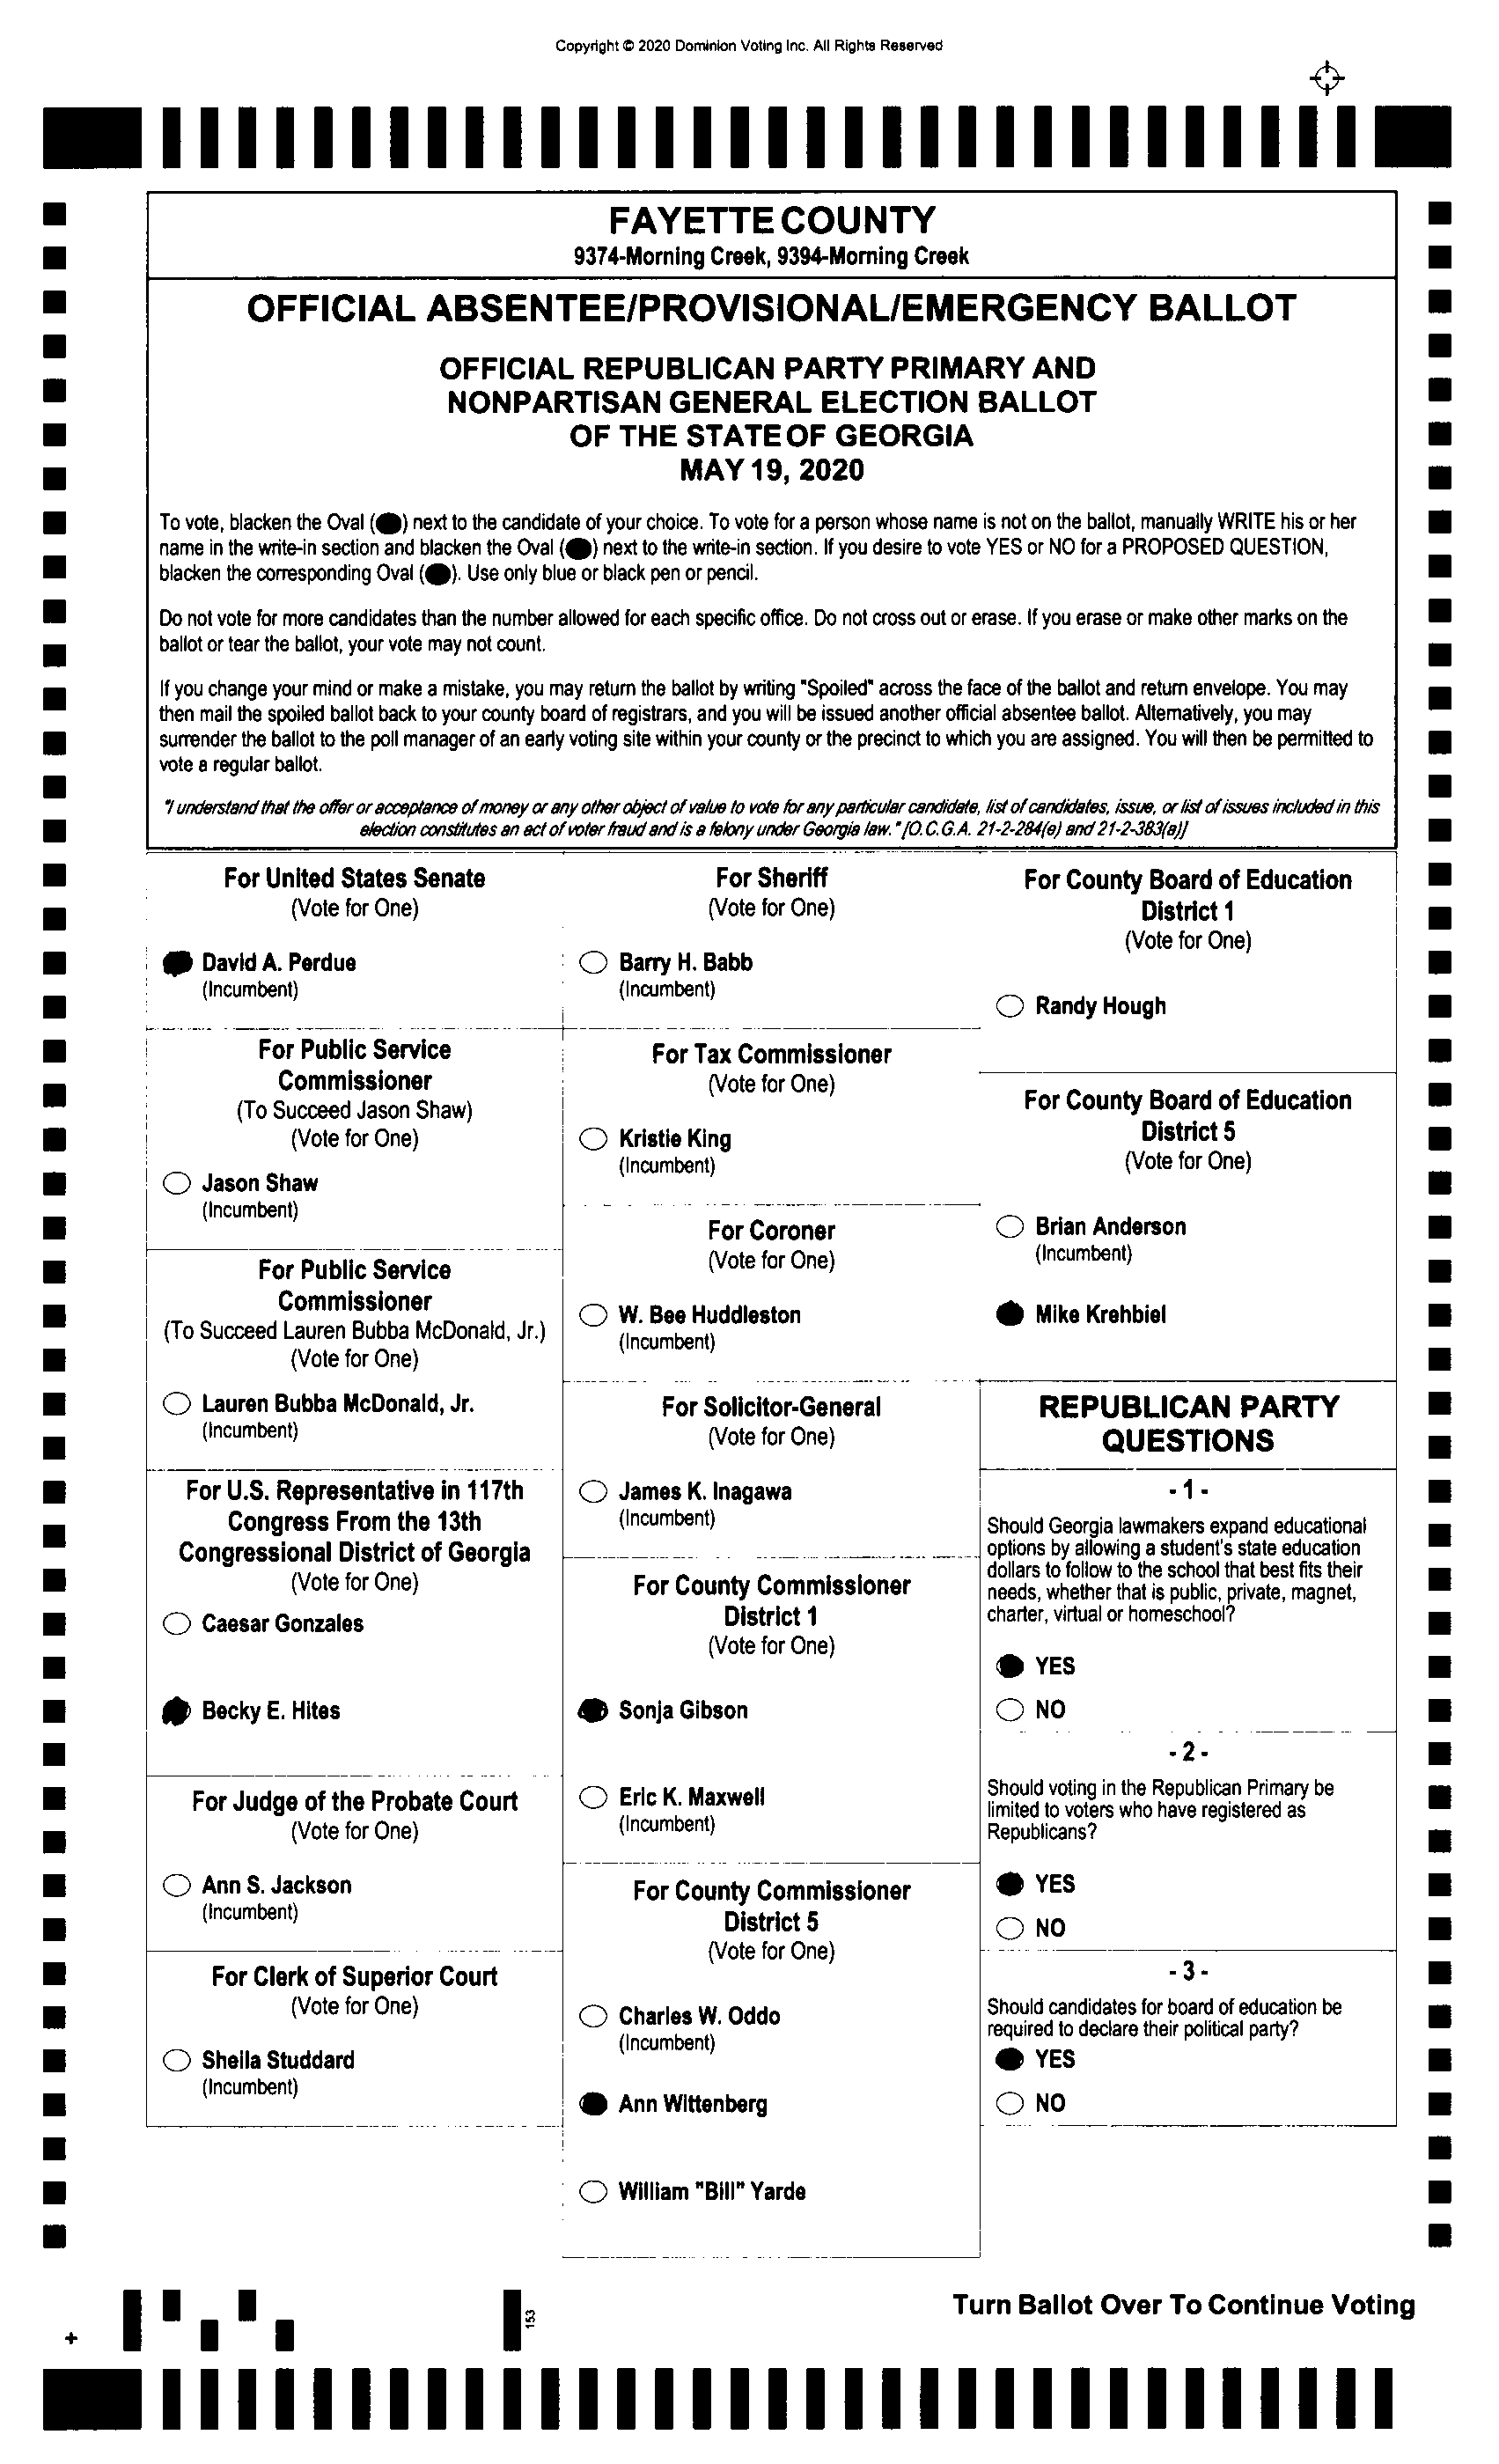 Copyright © 2020 Dominion Voting Inc. All Rights Reserved
FAYETTE COUNTY
9374-Morning Creek, 9394-Morning Creek
OFFICIAL ABSENTEE/PROVISIONAL/EMERGENCY BALLOT
OFFICIAL REPUBLICAN PARTY PRIMARY AND
NONPARTISAN GENERAL ELECTION BALLOT
OF THE STATE OF GEORGIA
MAY 19, 2020
To vote, blacken the Oval (⬬) next to the candidate of your choice. To vote for a person whose name is not on the ballot, manually WRITE his or her
name in the write-in section and blacken the Oval (⬬) next to the write-in section. If you desire to vote YES or NO for a PROPOSED QUESTION,
blacken the corresponding Oval (⬬). Use only blue or black pen or pencil.
Do not vote for more candidates than the number allowed for each specific office. Do not cross out or erase. If you erase or make other marks on the
ballot or tear the ballot, your vote may not count.
If you change your mind or make a mistake, you may return the ballot by writing "Spoiled" across the face of the ballot and return envelope. You may
then mail the spoiled ballot back to your county board of registrars, and you will be issued another official absentee ballot. Alternatively, you may
surrender the ballot to the poll manager of an early voting site within your county or the precinct to which you are assigned. You will then be permitted to
vote a regular ballot.
"I understand that the offer or acceptance of money or any other object of value to vote for any particular candidate, list of candidates, issue, or list of issues included in this
election constitutes an act of voter fraud and is a felony under Georgia law." [O.C.G.A. 21-2-284(e) and 21-2-383(a)]
For United States Senate
(Vote for One)
David A. Perdue
(Incumbent)
For Public Service
Commissioner
(To Succeed Jason Shaw)
(Vote for One)
Jason Shaw
(Incumbent)
For Public Service
Commissioner
(To Succeed Lauren Bubba McDonald, Jr.)
(Vote for One)
Lauren Bubba McDonald, Jr.
(Incumbent)
For U.S. Representative in 117th
Congress From the 13th
Congressional District of Georgia
(Vote for One)
Caesar Gonzales
Becky E. Hites
For Judge of the Probate Court
(Vote for One)
Ann S. Jackson
(Incumbent)
For Clerk of Superior Court
(Vote for One)
Sheila Studdard
(Incumbent)
For Sheriff
(Vote for One)
Barry H. Babb
(Incumbent)
For Tax Commissioner
(Vote for One)
Kristie King
(Incumbent)
For Coroner
(Vote for One)
W. Bee Huddleston
(Incumbent)
For Solicitor-General
(Vote for One)
James K. Inagawa
(Incumbent)
For County Commissioner
District 1
(Vote for One)
Sonja Gibson
Eric K. Maxwell
(Incumbent)
For County Commissioner
District 5
(Vote for One)
Charles W. Oddo
(Incumbent)
Ann Wittenberg
William "Bill" Yarde
For County Board of Education
District 1
(Vote for One)
Randy Hough
For County Board of Education
District 5
(Vote for One)
Brian Anderson
(Incumbent)
Mike Krehbiel
REPUBLICAN PARTY
QUESTIONS
- 1 -
Should Georgia lawmakers expand educational
options by allowing a student's state education
dollars to follow to the school that best fits their
needs, whether that is public, private, magnet,
charter, virtual or homeschool?
YES
NO
- 2 -
Should voting in the Republican Primary be
limited to voters who have registered as
Republicans?
YES
NO
- 3 -
Should candidates for board of education be
required to declare their political party?
YES
NO
153
Turn Ballot Over To Continue Voting
+